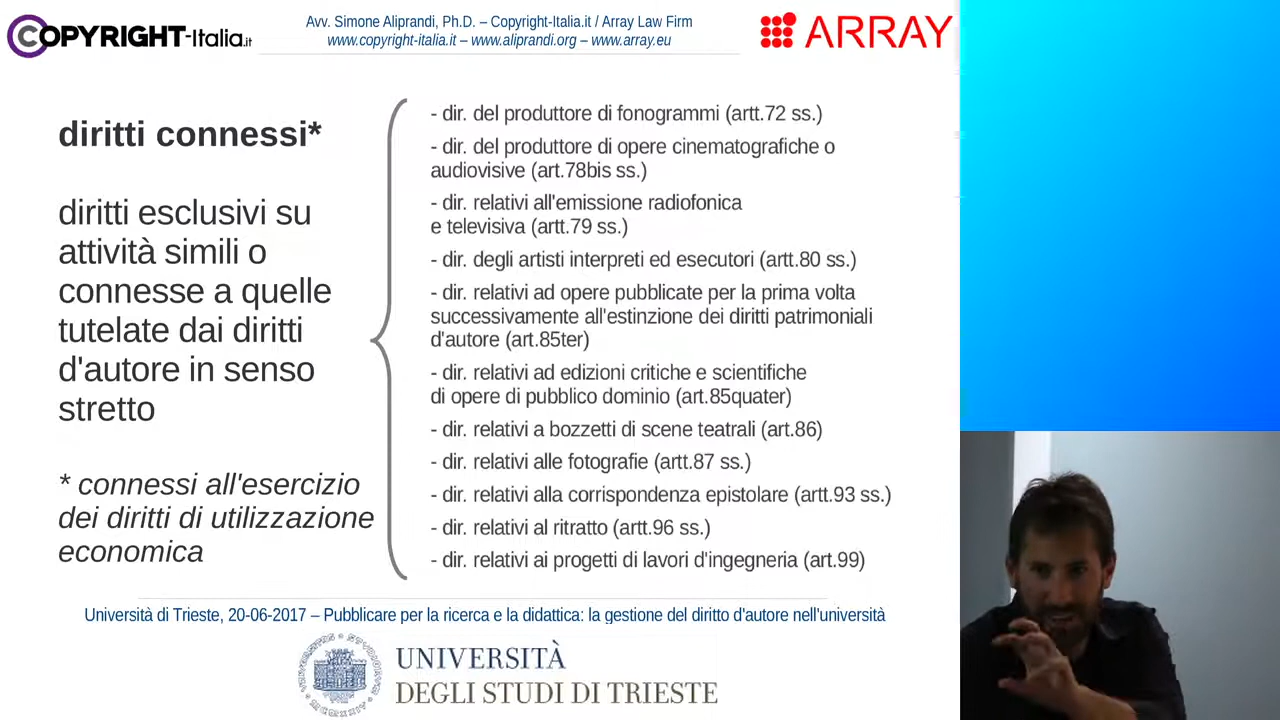 COPYRIGHT-Italia.it
Avv. Simone Aliprandi, Ph.D. – Copyright-Italia.it / Array Law Firm
www.copyright-italia.it – www.aliprandi.org – www.array.eu
ARRAY
diritti connessi*
diritti esclusivi su
attività simili o
connesse a quelle
tutelate dai diritti
d'autore in senso
stretto
* connessi all'esercizio
dei diritti di utilizzazione
economica
- dir. del produttore di fonogrammi (artt.72 ss.)
- dir. del produttore di opere cinematografiche o
audiovisive (art.78bis ss.)
- dir. relativi all'emissione radiofonica
e televisiva (artt.79 ss.)
- dir. degli artisti interpreti ed esecutori (artt.80 ss.)
- dir. relativi ad opere pubblicate per la prima volta
successivamente all'estinzione dei diritti patrimoniali
d'autore (art.85ter)
- dir. relativi ad edizioni critiche e scientifiche
di opere di pubblico dominio (art.85quater)
- dir. relativi a bozzetti di scene teatrali (art.86)
- dir. relativi alle fotografie (artt.87 ss.)
- dir. relativi alla corrispondenza epistolare (artt.93 ss.)
- dir. relativi al ritratto (artt.96 ss.)
- dir. relativi ai progetti di lavori d'ingegneria (art.99)
Università di Trieste, 20-06-2017 – Pubblicare per la ricerca e la didattica: la gestione del diritto d'autore nell'università
UNIVERSITÀ
DEGLI STUDI DI TRIESTE